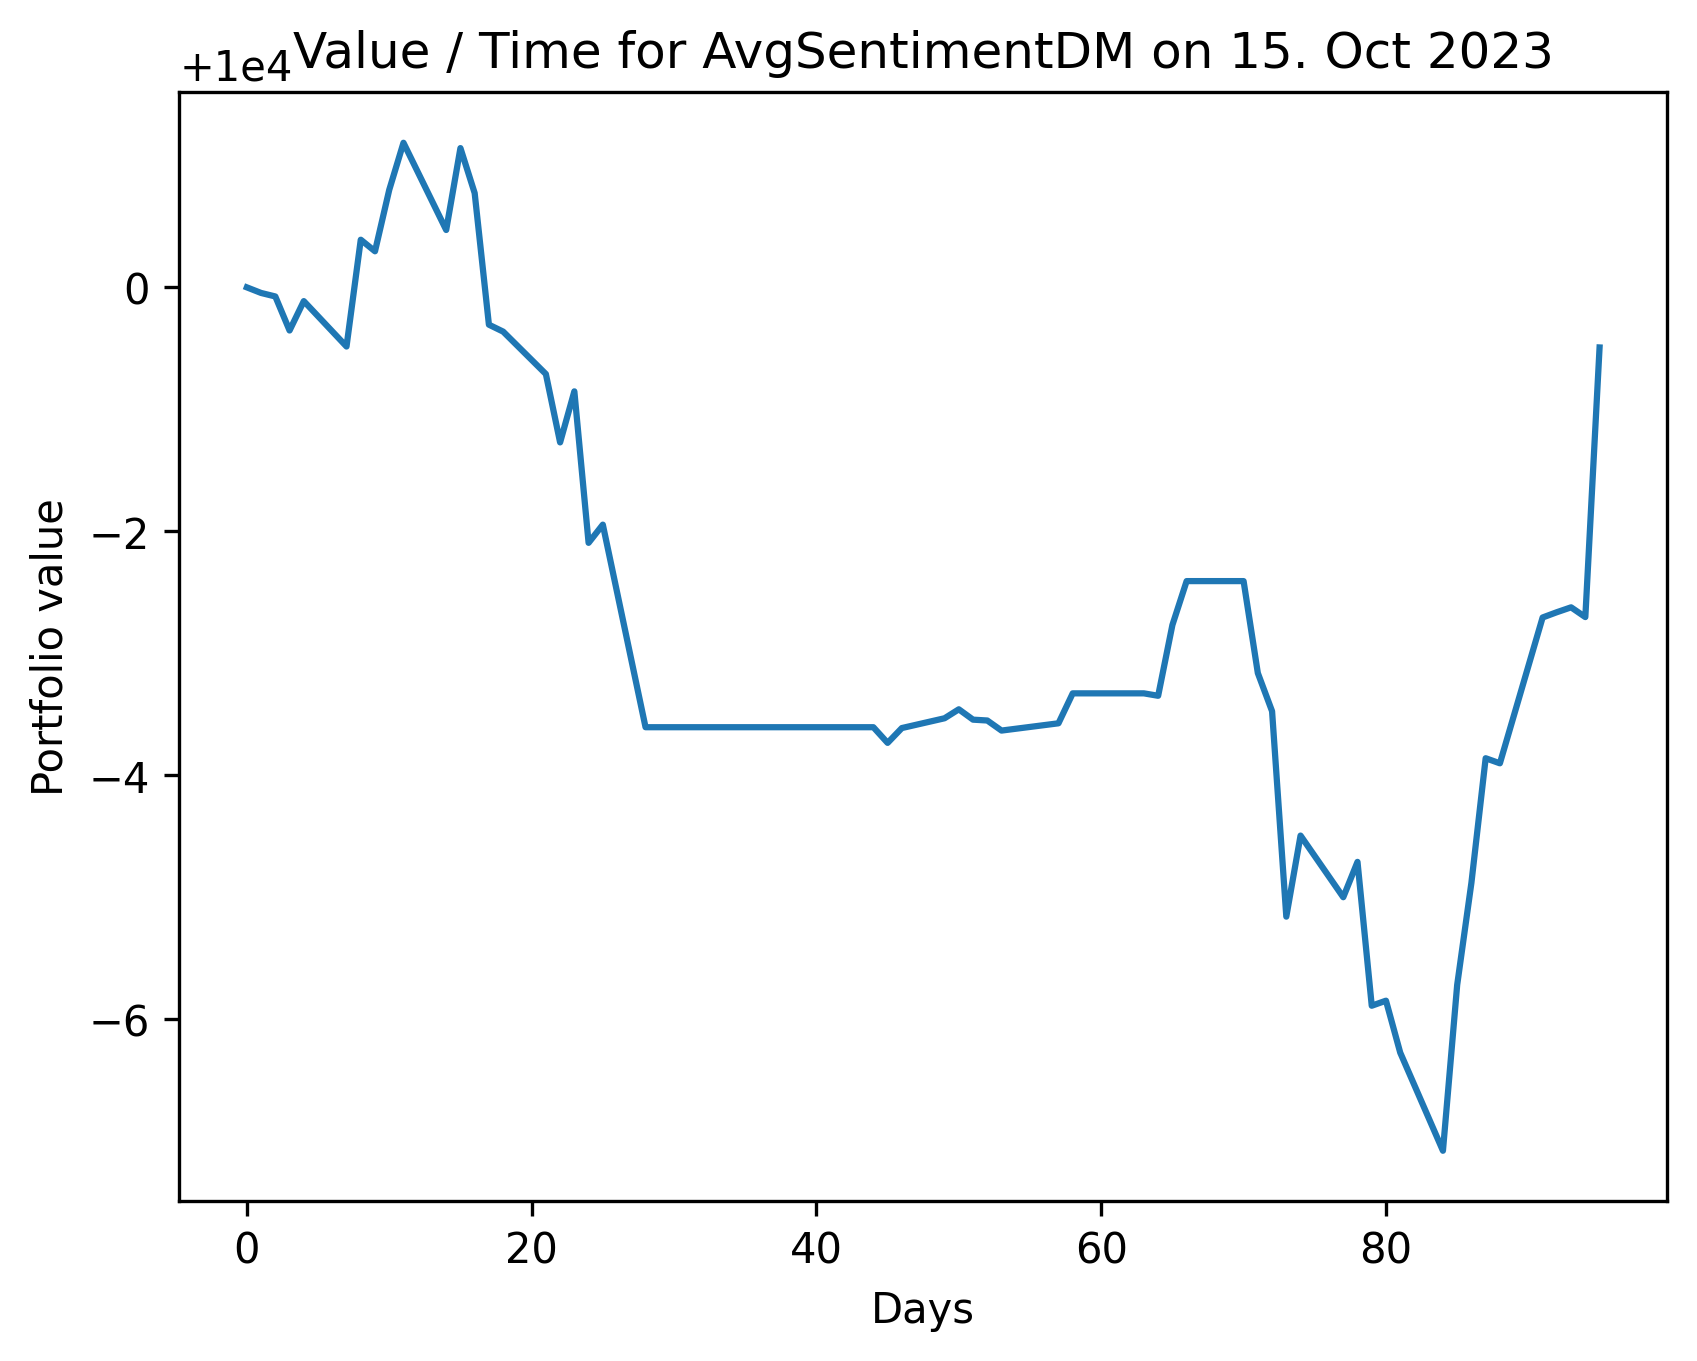 Value / Time for AvgSentimentDM on 15. Oct 2023
+1e4
0
−2
−4
−6
Portfolio value
0 20 40 60 80
Days